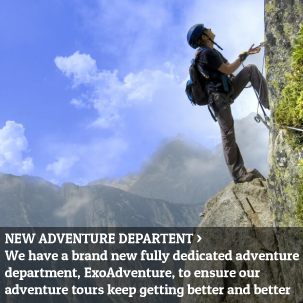 NEW ADVENTURE DEPARTENT >
We have a brand new fully dedicated adventure
department, ExoAdventure, to ensure our
adventure tours keep getting better and better